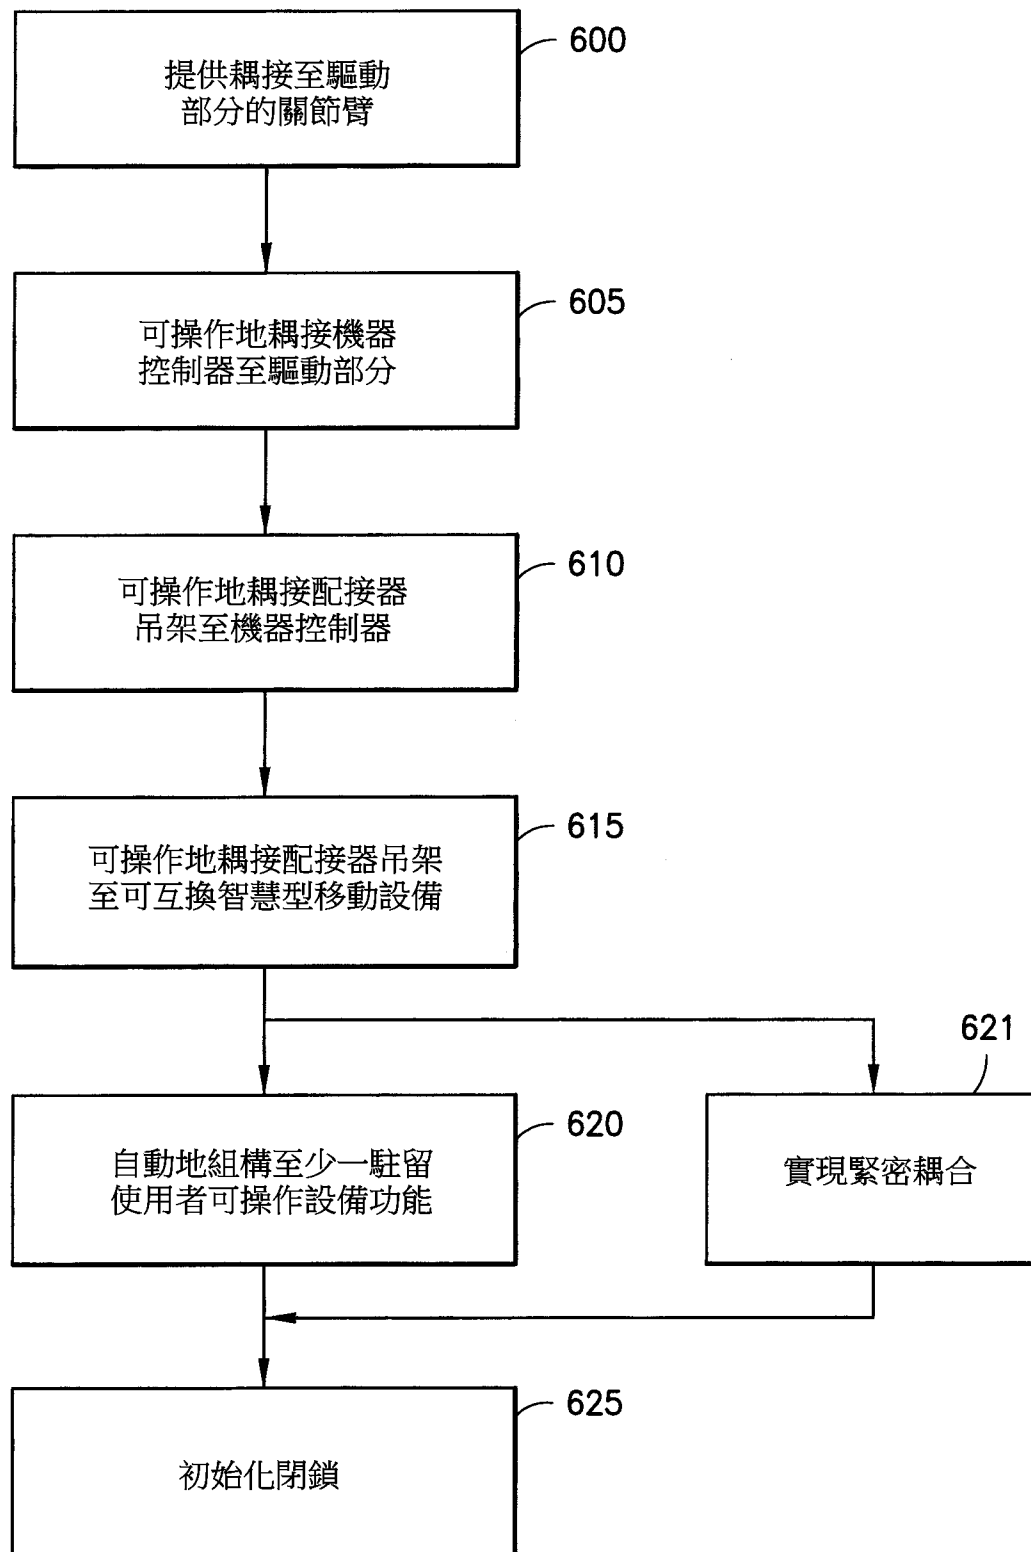 600
提供耦接至驅動
部分的關節臂
605
可操作地耦接機器
控制器至驅動部分
610
可操作地耦接配接器
吊架至機器控制器
615
可操作地耦接配接器吊架
至可互換智慧型移動設備
620
自動地組構至少一駐留
使用者可操作設備功能
621
實現緊密耦合
625
初始化閉鎖